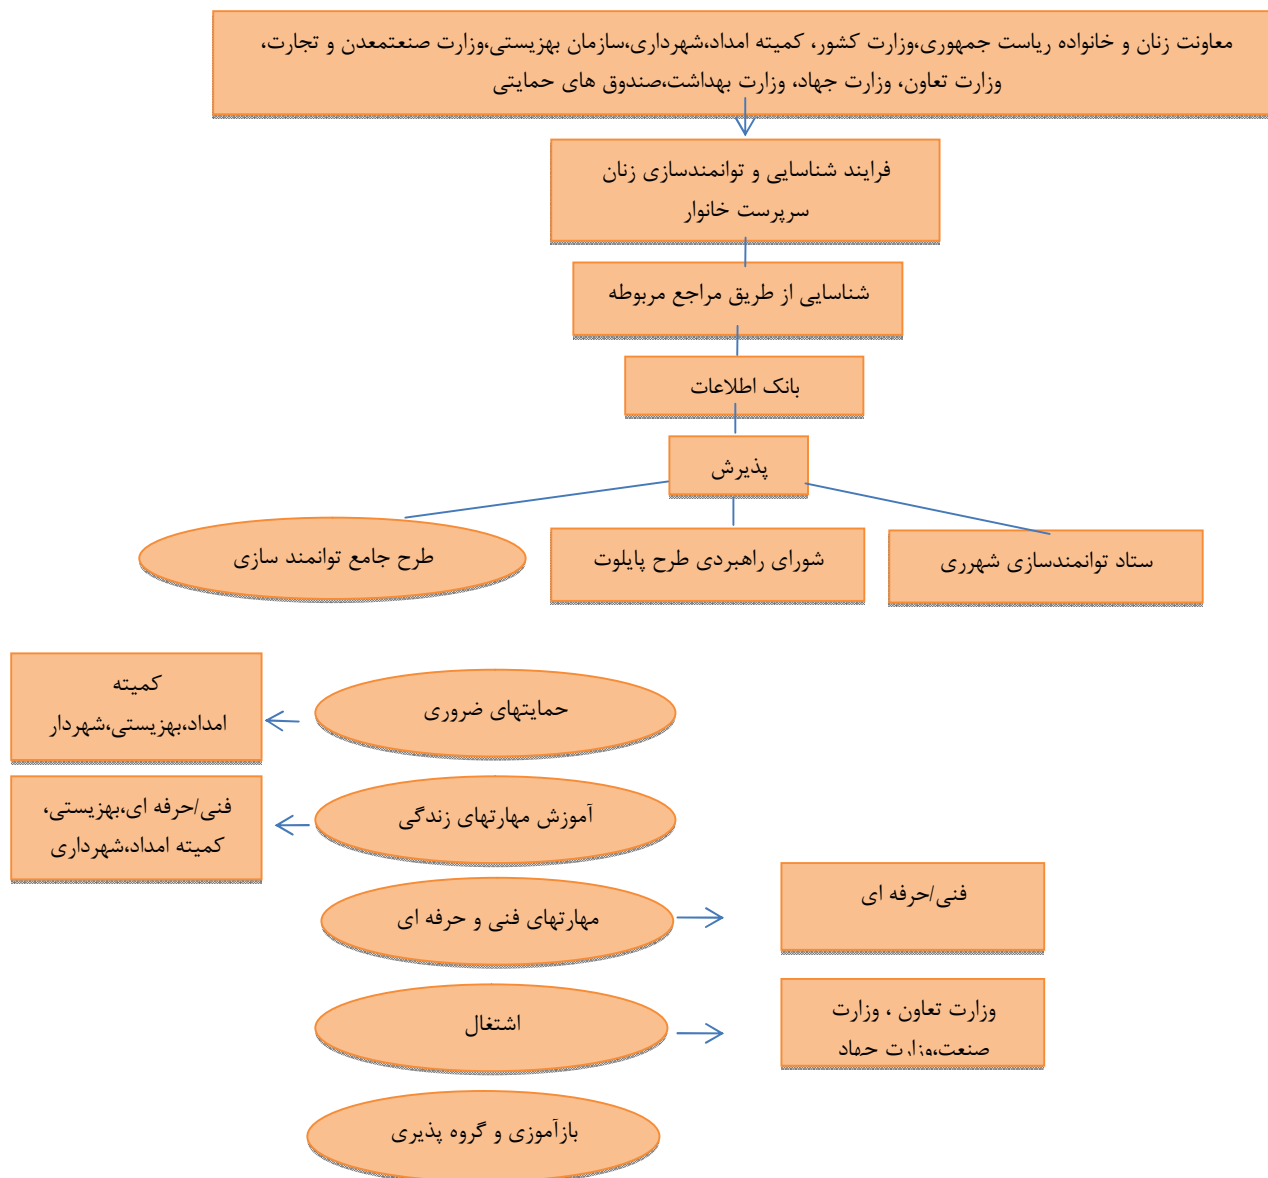 معاونت زنان و خانواده ریاست جمهوری،وزارت کشور، کمیته امداد،شهرداری،سازمان بهزیستی،وزارت صنعتمعدن و تجارت،
وزارت تعاون، وزارت جهاد، وزارت بهداشت،صندوق های حمایتی
فرایند شناسایی و توانمندسازی زنان
سرپرست خانوار
شناسایی از طریق مراجع مربوطه
بانک اطلاعات
پذیرش
ستاد توانمندسازی شهرری
شورای راهبردی طرح پایلوت
طرح جامع توانمند سازی
حمایتهای ضروری
کمیته
امداد،بهزیستی،شهردار
آموزش مهارتهای زندگی
فنی/حرفه ای،بهزیستی،
کمیته امداد،شهرداری
مهارتهای فنی و حرفه ای
فنی/حرفه ای
اشتغال
وزارت تعاون ، وزارت
صنعت،وزارت جهاد
بازآموزی و گروه پذیری